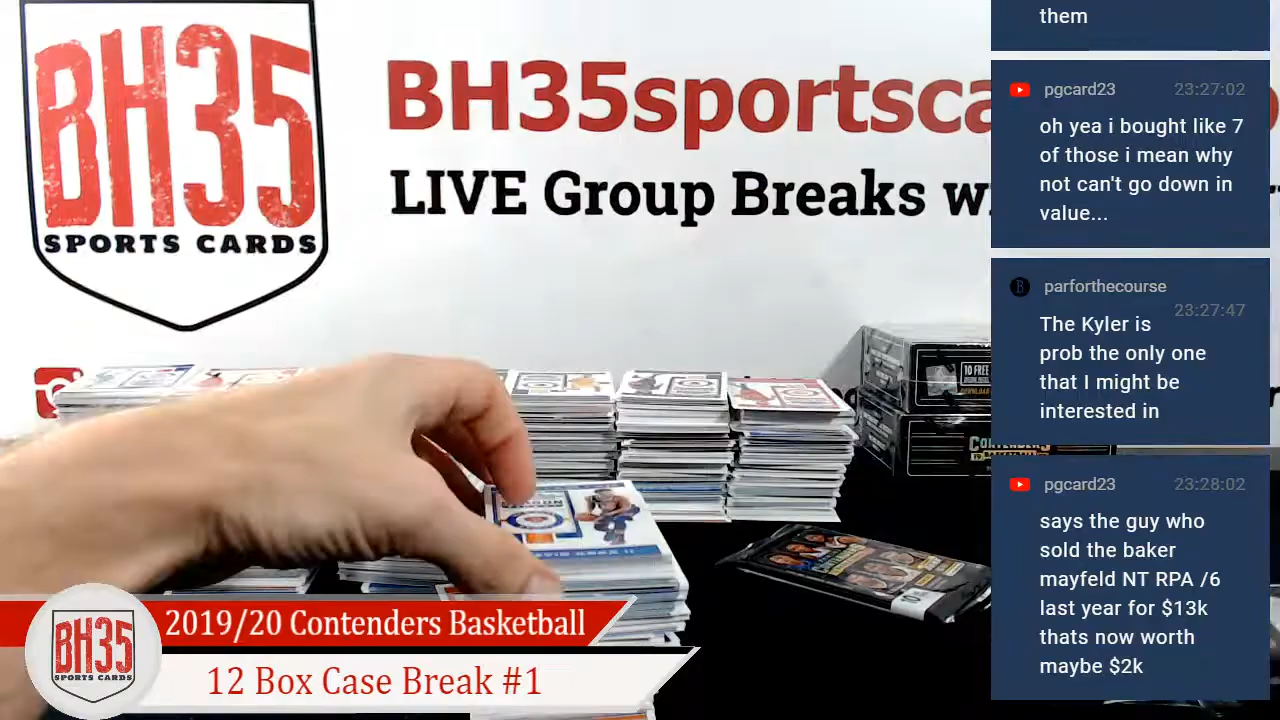 BH35
SPORTS CARDS
BH35sportsca
LIVE Group Breaks w
10 FREE
CONTENDERS
them
pgcard23 23:27:02
oh yea i bought like 7
of those i mean why
not can't go down in
value...
parforthecourse
23:27:47
The Kyler is
prob the only one
that I might be
interested in
pgcard23 23:28:02
says the guy who
sold the baker
mayfeld NT RPA /6
last year for $13k
thats now worth
maybe $2k
BH35
SPORTS CARDS
2019/20 Contenders Basketball
12 Box Case Break #1